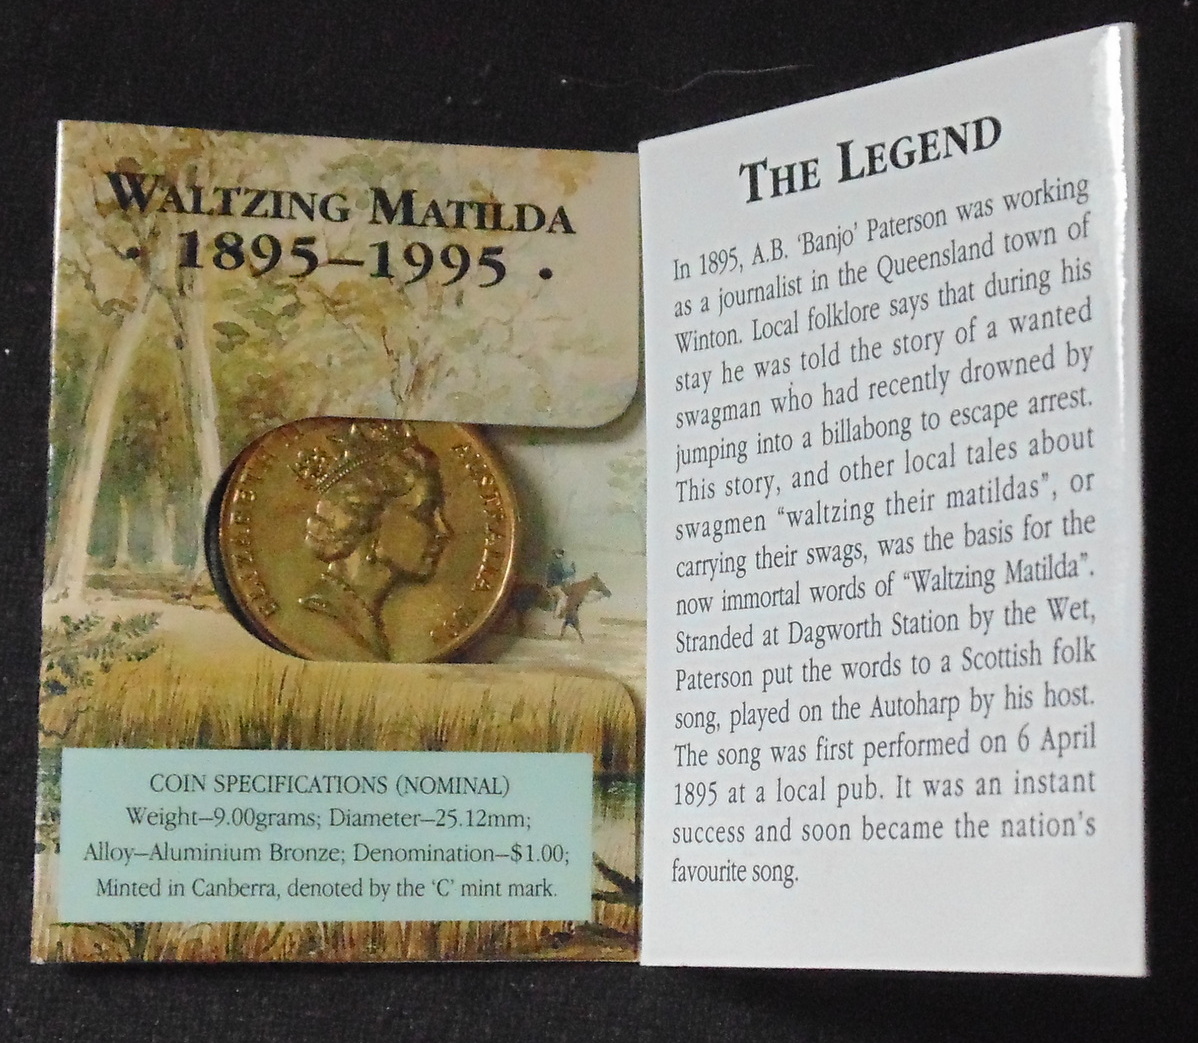 WALTZING MATILDA
• 1895–1995 •
ELIZABETH II
AUSTRALIA 1995
COIN SPECIFICATIONS (NOMINAL)
Weight–9.00grams; Diameter–25.12mm;
Alloy–Aluminium Bronze; Denomination–$1.00;
Minted in Canberra, denoted by the ‘C’ mint mark.
THE LEGEND
In 1895, A.B. ‘Banjo’ Paterson was working
as a journalist in the Queensland town of
Winton. Local folklore says that during his
stay he was told the story of a wanted
swagman who had recently drowned by
jumping into a billabong to escape arrest.
This story, and other local tales about
swagmen “waltzing their matildas”, or
carrying their swags, was the basis for the
now immortal words of “Waltzing Matilda”.
Stranded at Dagworth Station by the Wet,
Paterson put the words to a Scottish folk
song, played on the Autoharp by his host.
The song was first performed on 6 April
1895 at a local pub. It was an instant
success and soon became the nation’s
favourite song.